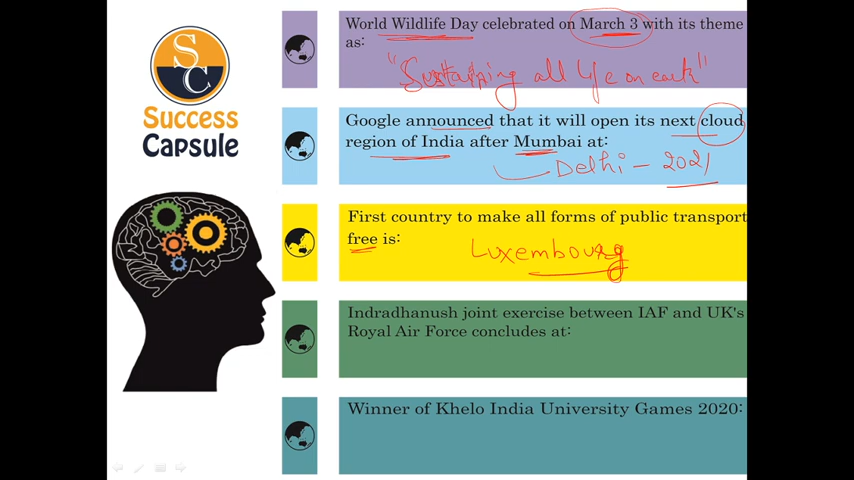 S
C
Success
Capsule
World Wildlife Day celebrated on March 3 with its theme
as:
"Sustaining all life on earth"
Google announced that it will open its next cloud
region of India after Mumbai at:
Delhi - 2021
First country to make all forms of public transport
free is:
Luxembourg
Indradhanush joint exercise between IAF and UK's
Royal Air Force concludes at:
Winner of Khelo India University Games 2020: